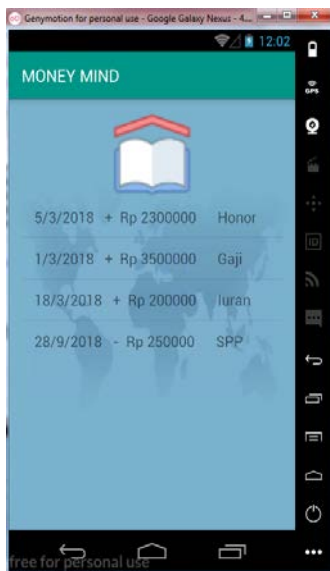 Genymotion for personal use - Google Galaxy Nexus - 4....
12:02
MONEY MIND
GPS
5/3/2018 + Rp 2300000 Honor
1/3/2018 + Rp 3500000 Gaji
18/3/2018 + Rp 200000 Iuran
28/9/2018 - Rp 250000 SPP
ID
free for personal use